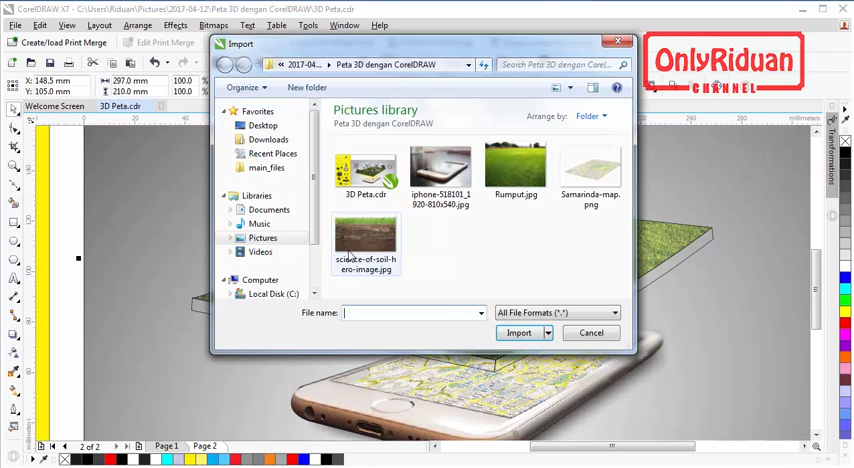 CorelDRAW X7 - C:\Users\Riduan\Pictures\2017-04-12\Peta 3D dengan CorelDRAW\3D Peta.cdr
File Edit View Layout Arrange Effects Bitmaps Text Table Tools Window Help
Create/load Print Merge Edit Print Merge
X: 148.5 mm 297.0 mm 100.0 %
Y: 105.0 mm 210.0 mm 100.0 %
Welcome Screen 3D Peta.cdr
Import
2017-04-... Peta 3D dengan CorelDRAW
Search Peta 3D dengan CorelDRAW
Organize New folder
Favorites
Desktop
Downloads
Recent Places
main_files
Libraries
Documents
Music
Pictures
Videos
Computer
Local Disk (C:)
Pictures library
Peta 3D dengan CorelDRAW
Arrange by: Folder
3D Peta.cdr
iphone-518101_1
920-810x540.jpg
Rumput.jpg
Samarinda-map.
png
science-of-soil-h
ero-image.jpg
File name:
All File Formats (*.*)
Import Cancel
OnlyRiduan
CHANNEL
Transformations
millimeters
2 of 2 Page 1 Page 2